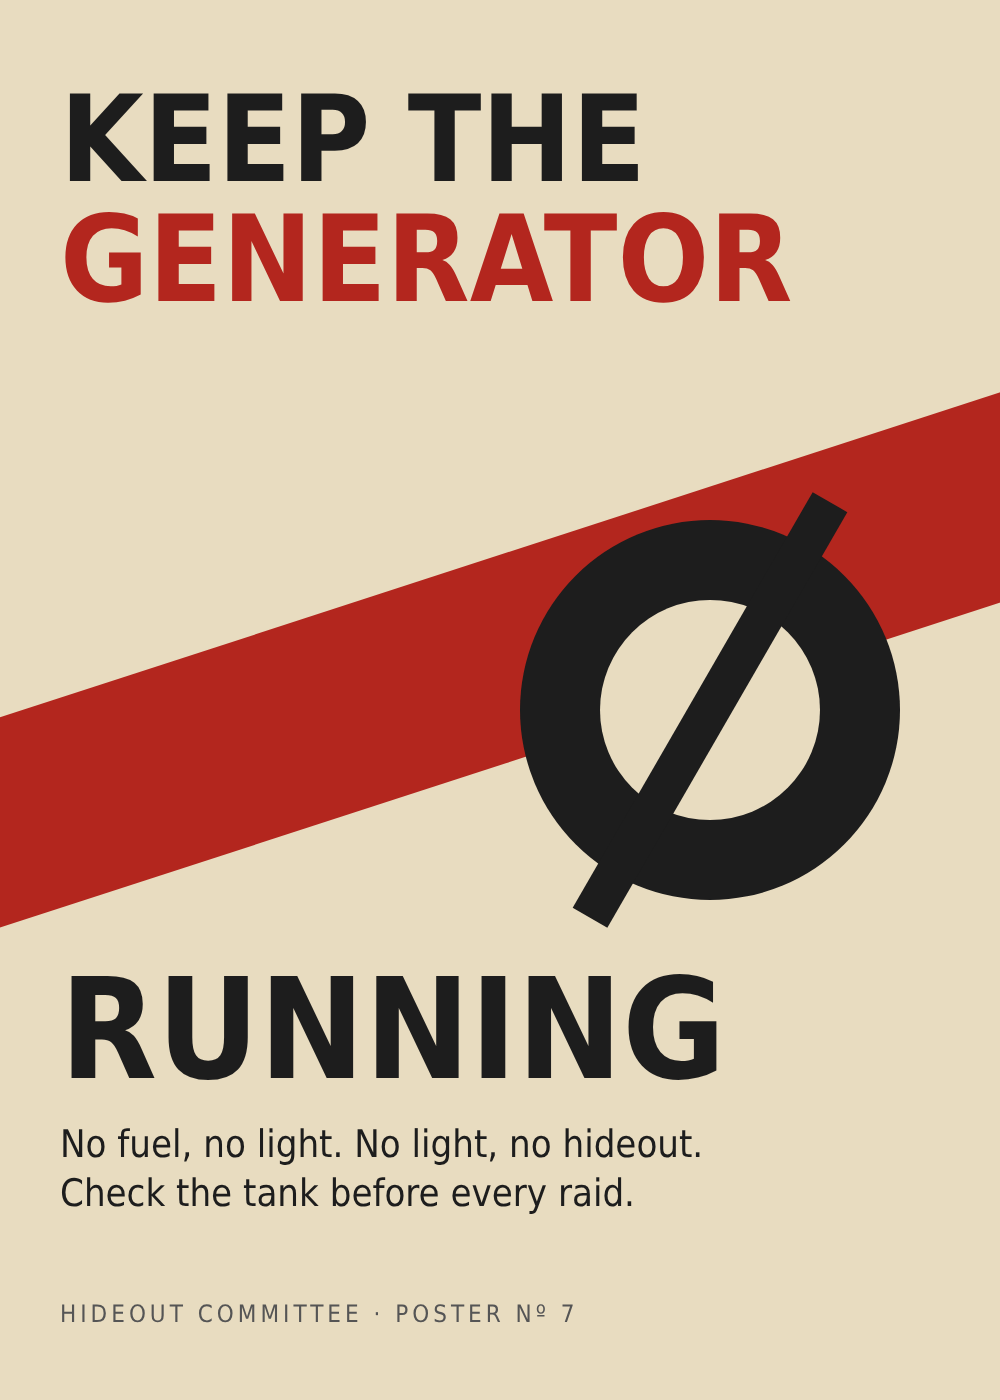 KEEP THE
GENERATOR
RUNNING
No fuel, no light. No light, no hideout.
Check the tank before every raid.
HIDEOUT COMMITTEE · POSTER Nº 7